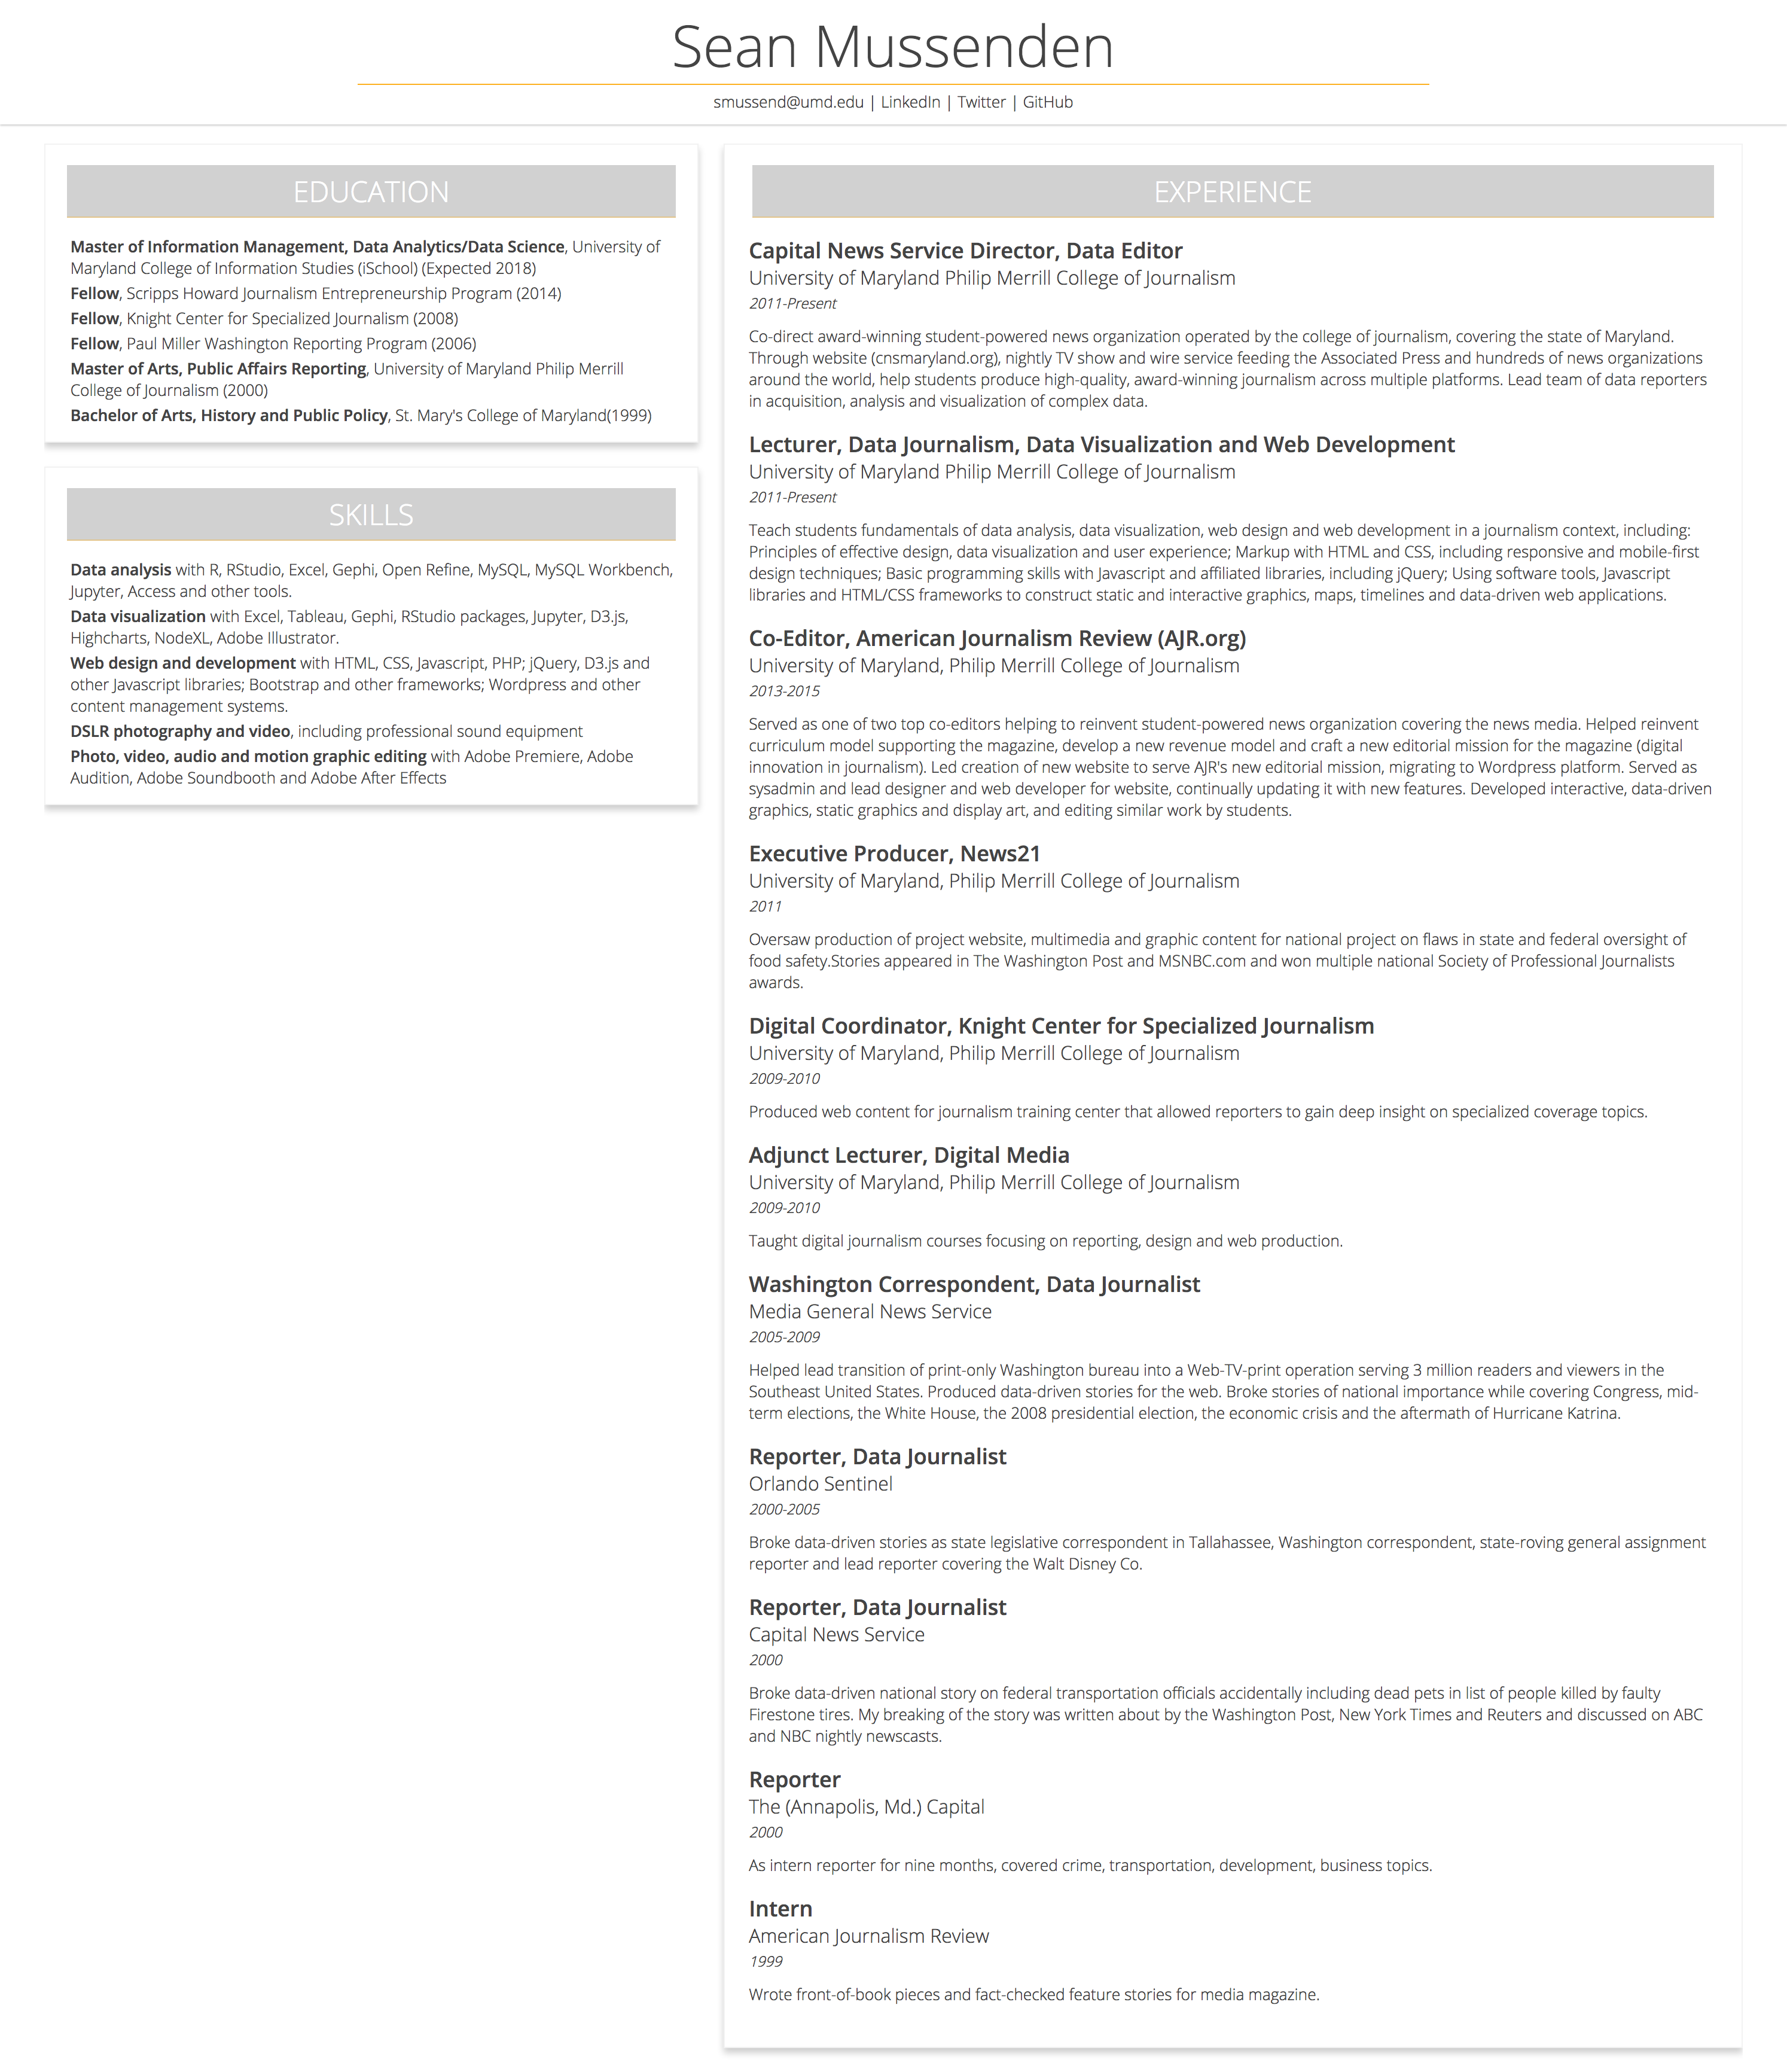 Sean Mussenden
smussend@umd.edu | LinkedIn | Twitter | GitHub
EDUCATION
Master of Information Management, Data Analytics/Data Science, University of
Maryland College of Information Studies (iSchool) (Expected 2018)
Fellow, Scripps Howard Journalism Entrepreneurship Program (2014)
Fellow, Knight Center for Specialized Journalism (2008)
Fellow, Paul Miller Washington Reporting Program (2006)
Master of Arts, Public Affairs Reporting, University of Maryland Philip Merrill
College of Journalism (2000)
Bachelor of Arts, History and Public Policy, St. Mary's College of Maryland(1999)
SKILLS
Data analysis with R, RStudio, Excel, Gephi, Open Refine, MySQL, MySQL Workbench,
Jupyter, Access and other tools.
Data visualization with Excel, Tableau, Gephi, RStudio packages, Jupyter, D3.js,
Highcharts, NodeXL, Adobe Illustrator.
Web design and development with HTML, CSS, Javascript, PHP; jQuery, D3.js and
other Javascript libraries; Bootstrap and other frameworks; Wordpress and other
content management systems.
DSLR photography and video, including professional sound equipment
Photo, video, audio and motion graphic editing with Adobe Premiere, Adobe
Audition, Adobe Soundbooth and Adobe After Effects
EXPERIENCE
Capital News Service Director, Data Editor
University of Maryland Philip Merrill College of Journalism
2011-Present
Co-direct award-winning student-powered news organization operated by the college of journalism, covering the state of Maryland.
Through website (cnsmaryland.org), nightly TV show and wire service feeding the Associated Press and hundreds of news organizations
around the world, help students produce high-quality, award-winning journalism across multiple platforms. Lead team of data reporters
in acquisition, analysis and visualization of complex data.
Lecturer, Data Journalism, Data Visualization and Web Development
University of Maryland Philip Merrill College of Journalism
2011-Present
Teach students fundamentals of data analysis, data visualization, web design and web development in a journalism context, including:
Principles of effective design, data visualization and user experience; Markup with HTML and CSS, including responsive and mobile-first
design techniques; Basic programming skills with Javascript and affiliated libraries, including jQuery; Using software tools, Javascript
libraries and HTML/CSS frameworks to construct static and interactive graphics, maps, timelines and data-driven web applications.
Co-Editor, American Journalism Review (AJR.org)
University of Maryland, Philip Merrill College of Journalism
2013-2015
Served as one of two top co-editors helping to reinvent student-powered news organization covering the news media. Helped reinvent
curriculum model supporting the magazine, develop a new revenue model and craft a new editorial mission for the magazine (digital
innovation in journalism). Led creation of new website to serve AJR's new editorial mission, migrating to Wordpress platform. Served as
sysadmin and lead designer and web developer for website, continually updating it with new features. Developed interactive, data-driven
graphics, static graphics and display art, and editing similar work by students.
Executive Producer, News21
University of Maryland, Philip Merrill College of Journalism
2011
Oversaw production of project website, multimedia and graphic content for national project on flaws in state and federal oversight of
food safety.Stories appeared in The Washington Post and MSNBC.com and won multiple national Society of Professional Journalists
awards.
Digital Coordinator, Knight Center for Specialized Journalism
University of Maryland, Philip Merrill College of Journalism
2009-2010
Produced web content for journalism training center that allowed reporters to gain deep insight on specialized coverage topics.
Adjunct Lecturer, Digital Media
University of Maryland, Philip Merrill College of Journalism
2009-2010
Taught digital journalism courses focusing on reporting, design and web production.
Washington Correspondent, Data Journalist
Media General News Service
2005-2009
Helped lead transition of print-only Washington bureau into a Web-TV-print operation serving 3 million readers and viewers in the
Southeast United States. Produced data-driven stories for the web. Broke stories of national importance while covering Congress, mid-
term elections, the White House, the 2008 presidential election, the economic crisis and the aftermath of Hurricane Katrina.
Reporter, Data Journalist
Orlando Sentinel
2000-2005
Broke data-driven stories as state legislative correspondent in Tallahassee, Washington correspondent, state-roving general assignment
reporter and lead reporter covering the Walt Disney Co.
Reporter, Data Journalist
Capital News Service
2000
Broke data-driven national story on federal transportation officials accidentally including dead pets in list of people killed by faulty
Firestone tires. My breaking of the story was written about by the Washington Post, New York Times and Reuters and discussed on ABC
and NBC nightly newscasts.
Reporter
The (Annapolis, Md.) Capital
2000
As intern reporter for nine months, covered crime, transportation, development, business topics.
Intern
American Journalism Review
1999
Wrote front-of-book pieces and fact-checked feature stories for media magazine.